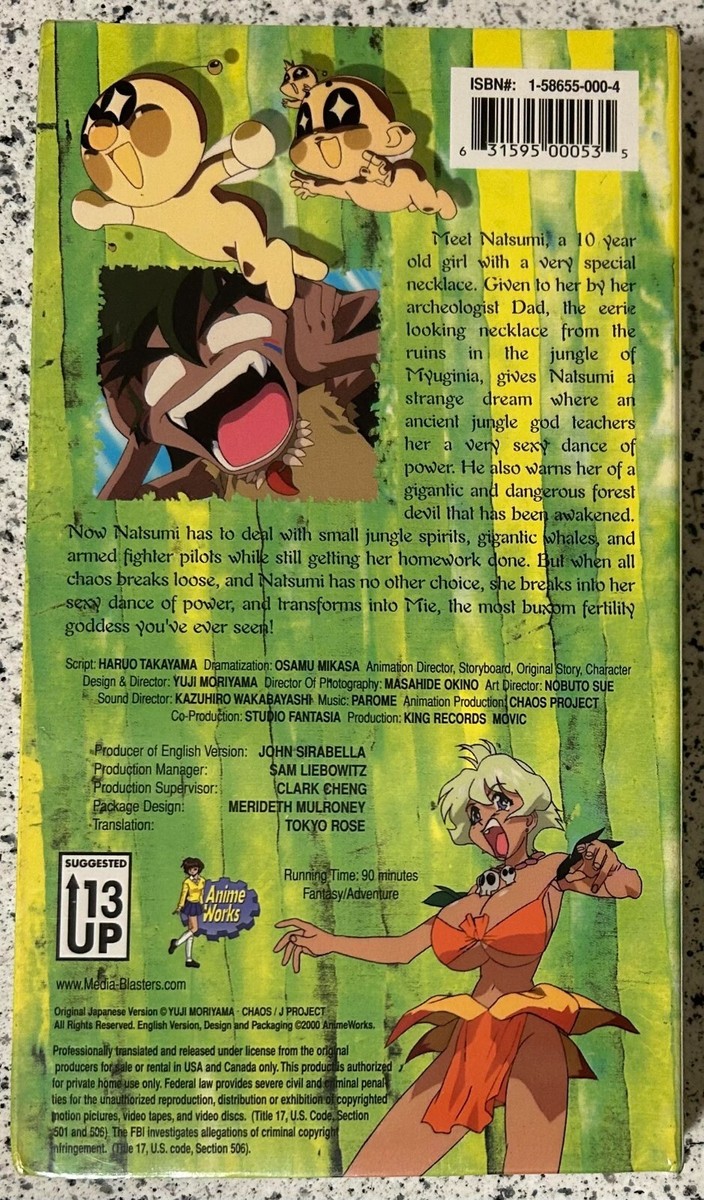 ISBN#: 1-58655-000-4
6 31595 00053 5
Meet Natsumi, a 10 year
old girl with a very special
necklace. Given to her by her
archeologist Dad, the eerie
looking necklace from the
ruins in the jungle of
Myuginia, gives Natsumi a
strange dream where an
ancient jungle god teachers
her a very sexy dance of
power. He also warns her of a
gigantic and dangerous forest
devil that has been awakened.
Now Natsumi has to deal with small jungle spirits, gigantic whales, and
armed fighter pilots while still getting her homework done. But when all
chaos breaks loose, and Natsumi has no other choice, she breaks into her
sexy dance of power, and transforms into Mie, the most buxom fertility
goddess you've ever seen!
Script: HARUO TAKAYAMA Dramatization: OSAMU MIKASA Animation Director, Storyboard, Original Story, Character
Design & Director: YUJI MORIYAMA Director Of Photography: MASAHIDE OKINO Art Director: NOBUTO SUE
Sound Director: KAZUHIRO WAKABAYASHI Music: PAROME Animation Production: CHAOS PROJECT
Co-Production: STUDIO FANTASIA Production: KING RECORDS MOVIC
Producer of English Version: JOHN SIRABELLA
Production Manager: SAM LIEBOWITZ
Production Supervisor: CLARK CHENG
Package Design: MERIDETH MULRONEY
Translation: TOKYO ROSE
SUGGESTED
13
UP
Anime
Works
Running Time: 90 minutes
Fantasy/Adventure
www.Media-Blasters.com
Original Japanese Version © YUJI MORIYAMA · CHAOS / J PROJECT
All Rights Reserved. English Version, Design and Packaging ©2000 AnimeWorks.
Professionally translated and released under license from the original
producers for sale or rental in USA and Canada only. This product is authorized
for private home use only. Federal law provides severe civil and criminal penal-
ties for the unauthorized reproduction, distribution or exhibition of copyrighted
motion pictures, video tapes, and video discs. (Title 17, U.S. Code, Section
501 and 506) The FBI investigates allegations of criminal copyright
infringement. (Title 17, U.S. code, Section 506).